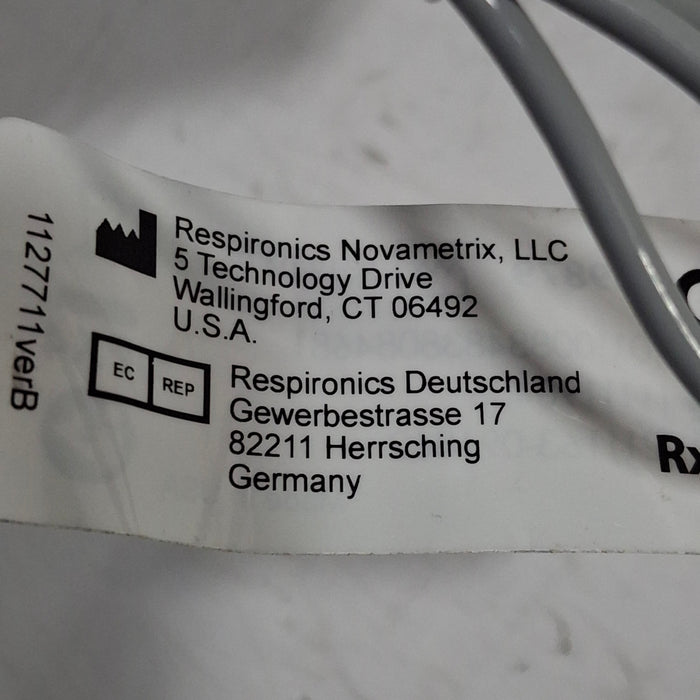 1127711verB
Respironics Novametrix, LLC
5 Technology Drive
Wallingford, CT 06492
U.S.A.
EC REP
Respironics Deutschland
Gewerbestrasse 17
82211 Herrsching
Germany
Rx